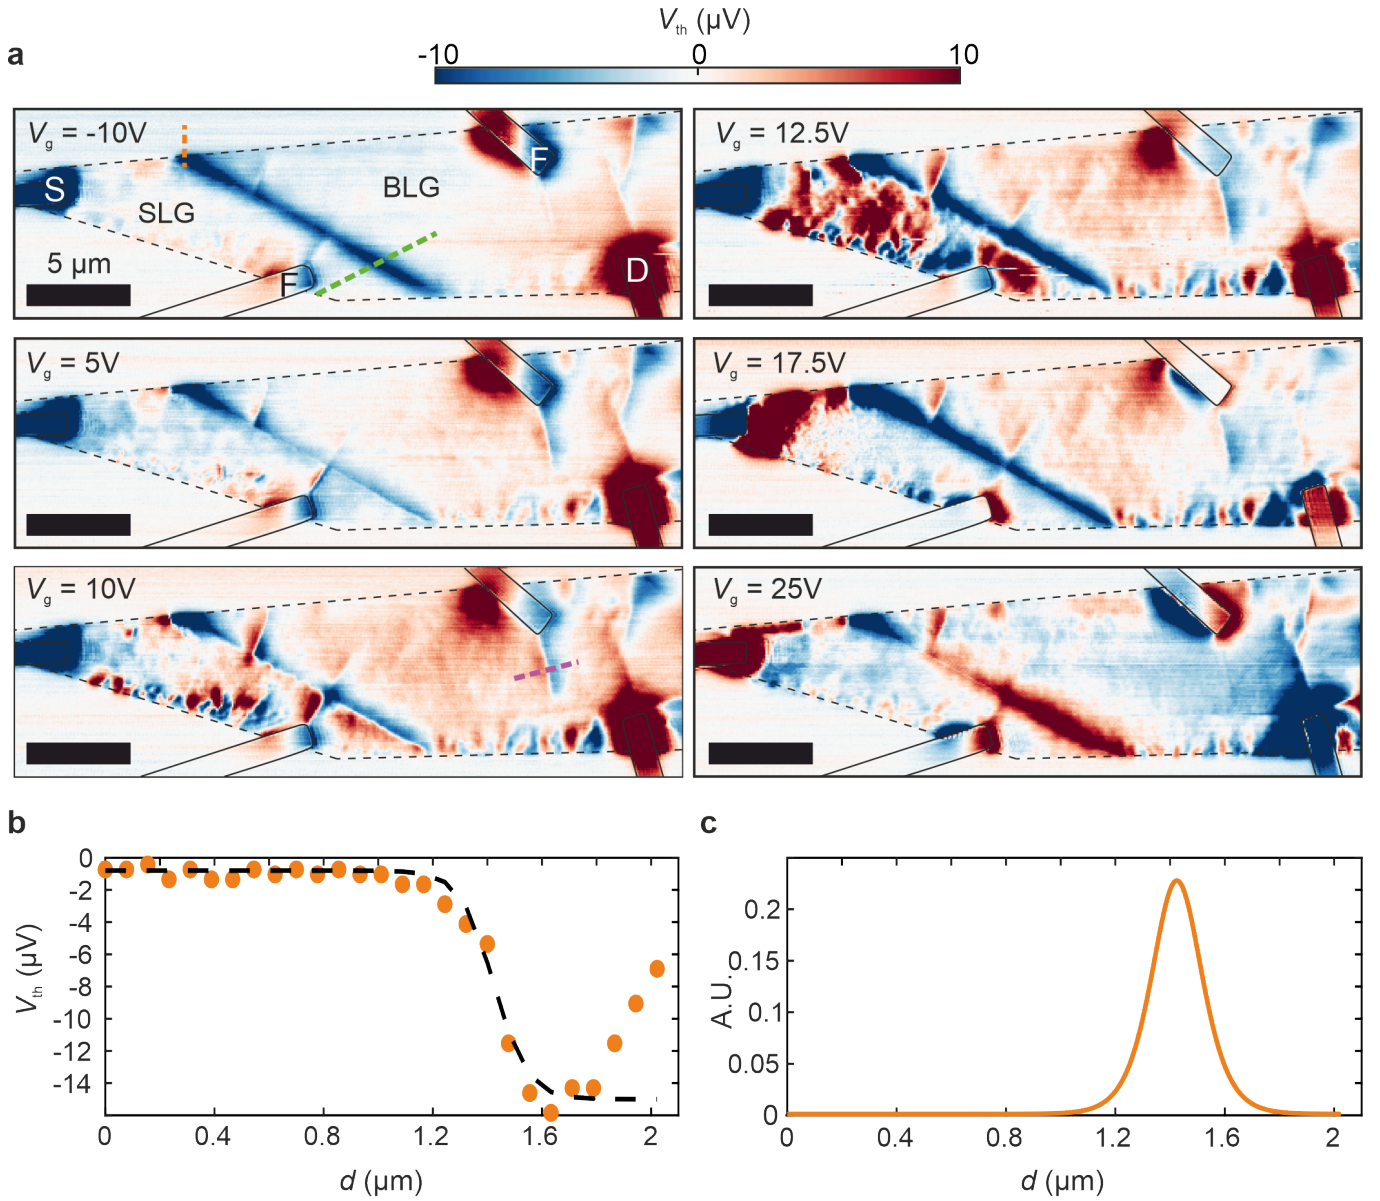 V_th (μV)
a
-10 0 10
V_g = -10V
S
SLG
BLG
F
F
D
5 μm
V_g = 12.5V
V_g = 5V
V_g = 17.5V
V_g = 10V
V_g = 25V
b
V_th (μV)
0
-2
-4
-6
-8
-10
-12
-14
0 0.4 0.8 1.2 1.6 2
d (μm)
c
A.U.
0.2
0.15
0.1
0.05
0
0 0.4 0.8 1.2 1.6 2
d (μm)